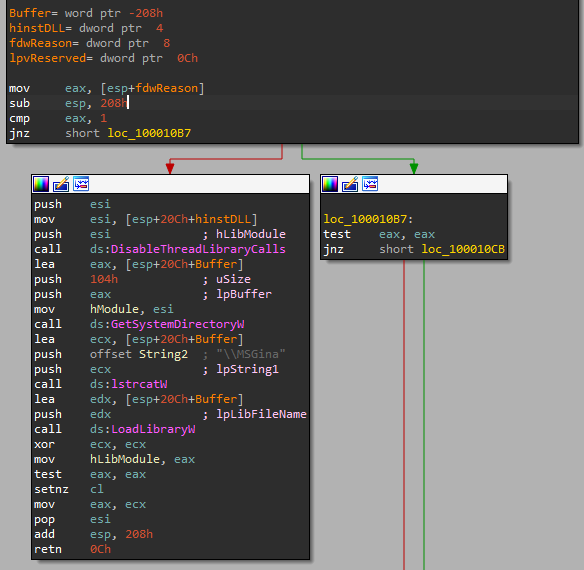 Buffer= word ptr -208h
hinstDLL= dword ptr  4
fdwReason= dword ptr  8
lpvReserved= dword ptr  0Ch
mov     eax, [esp+fdwReason]
sub     esp, 208h
cmp     eax, 1
jnz     short loc_100010B7
push    esi
mov     esi, [esp+20Ch+hinstDLL]
push    esi             ; hLibModule
call    ds:DisableThreadLibraryCalls
lea     eax, [esp+20Ch+Buffer]
push    104h            ; uSize
push    eax             ; lpBuffer
mov     hModule, esi
call    ds:GetSystemDirectoryW
lea     ecx, [esp+20Ch+Buffer]
push    offset String2  ; "\\MSGina"
push    ecx             ; lpString1
call    ds:lstrcatW
lea     edx, [esp+20Ch+Buffer]
push    edx             ; lpLibFileName
call    ds:LoadLibraryW
xor     ecx, ecx
mov     hLibModule, eax
test    eax, eax
setnz   cl
mov     eax, ecx
pop     esi
add     esp, 208h
retn    0Ch
loc_100010B7:
test    eax, eax
jnz     short loc_100010CB